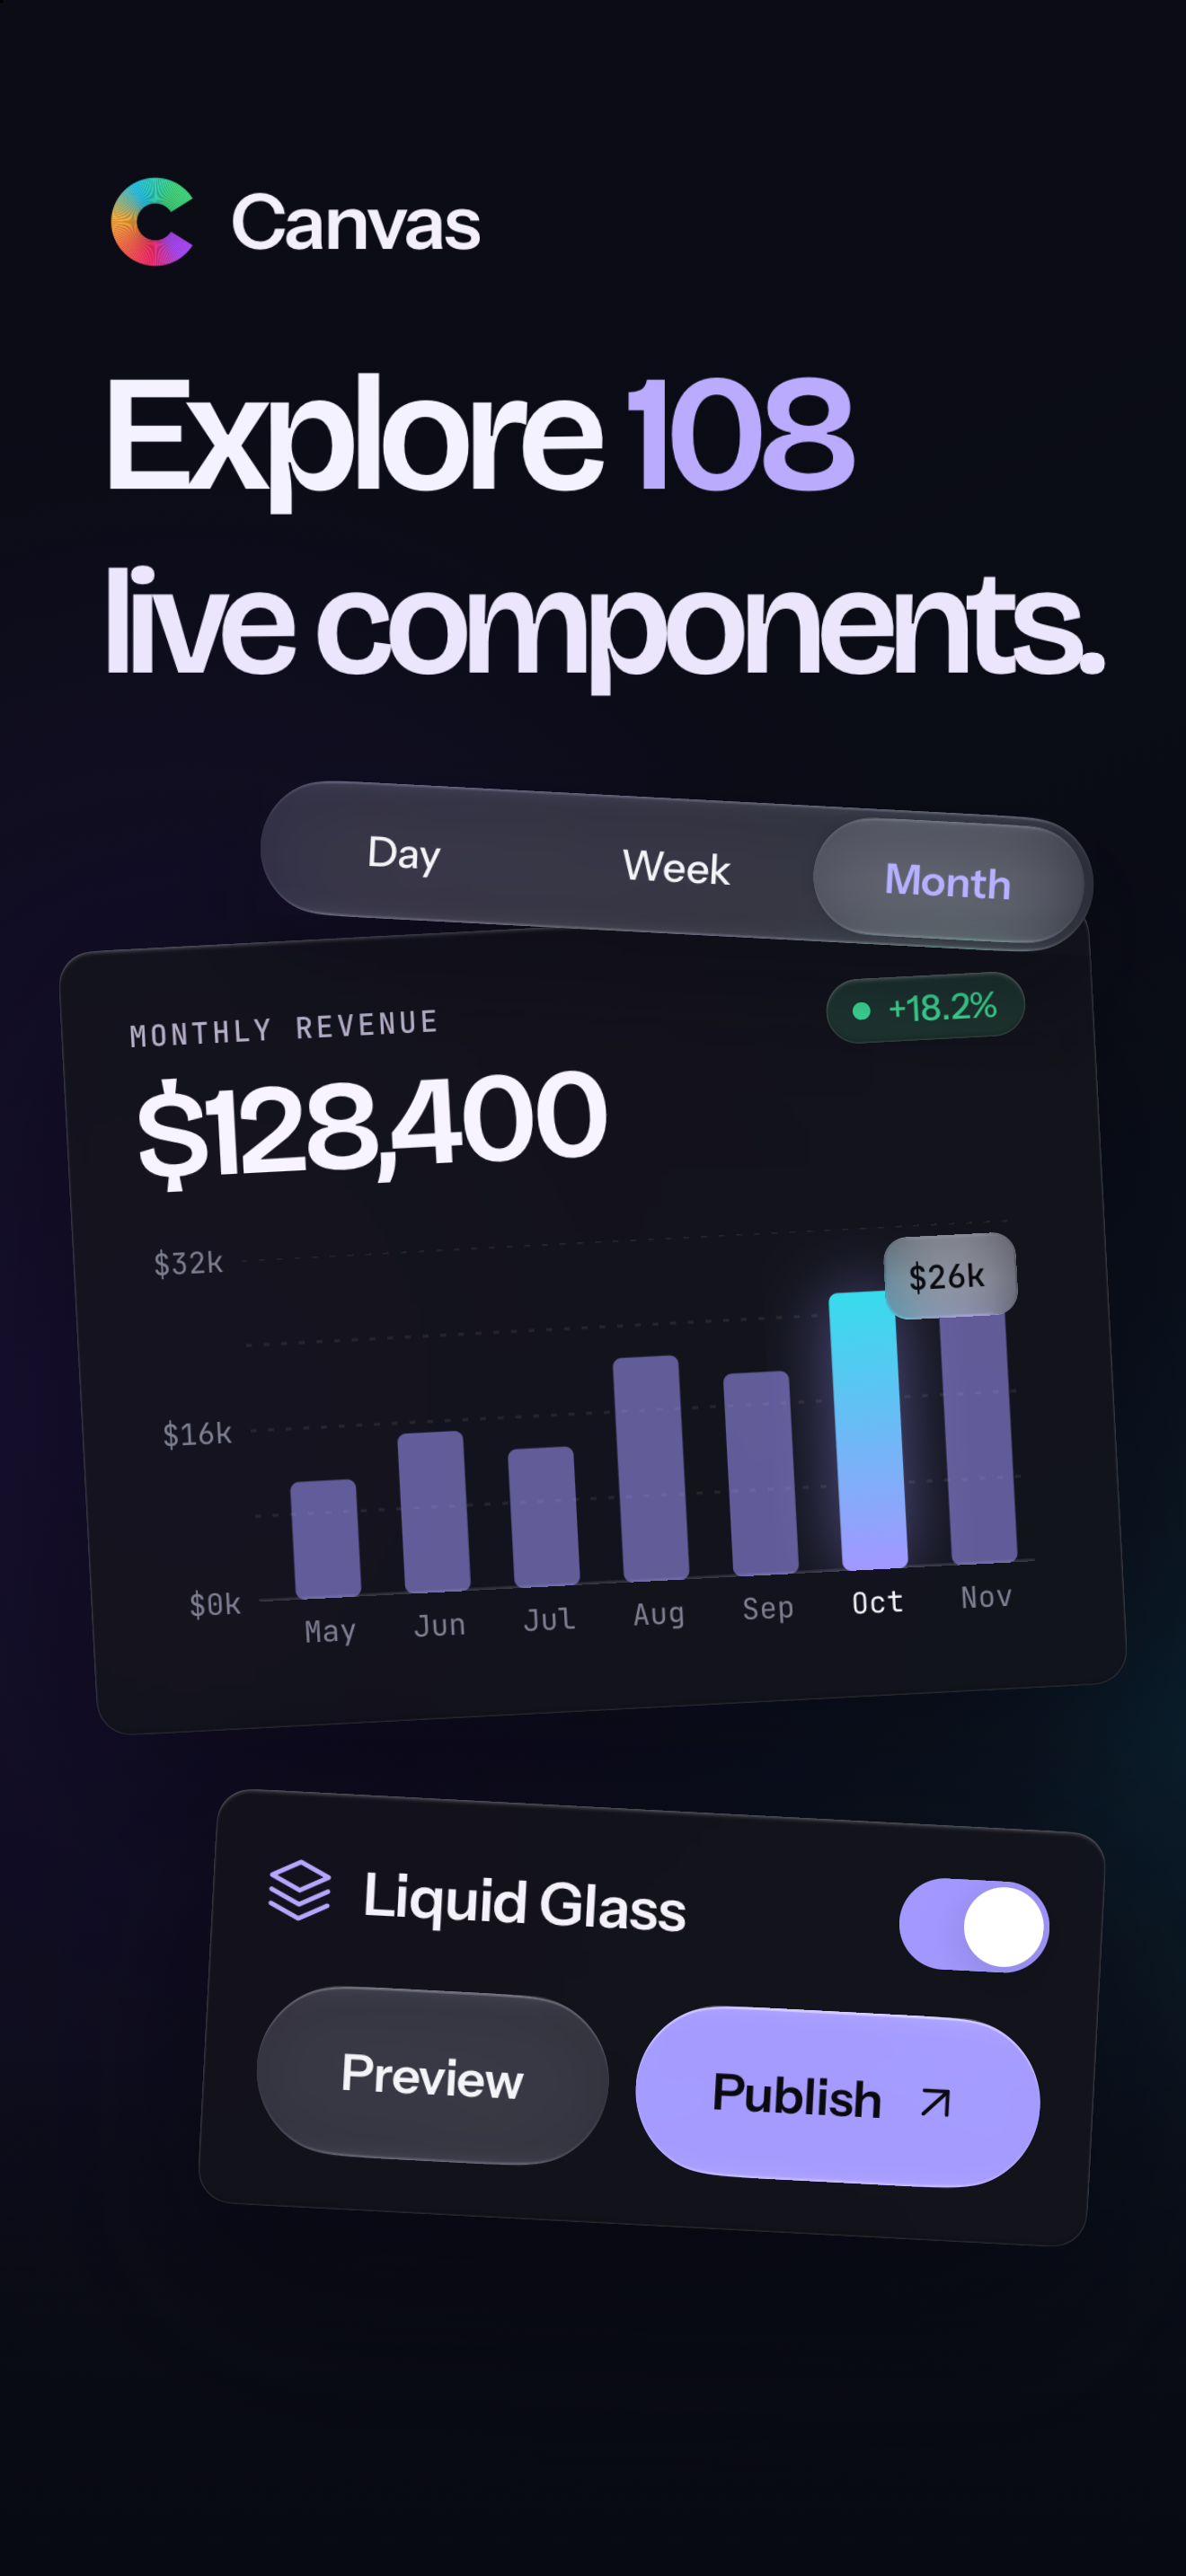 Canvas
Explore 108
live components.
Day Week Month
MONTHLY REVENUE
+18.2%
$128,400
$32k
$26k
$16k
$0k
May Jun Jul Aug Sep Oct Nov
Liquid Glass
Preview
Publish